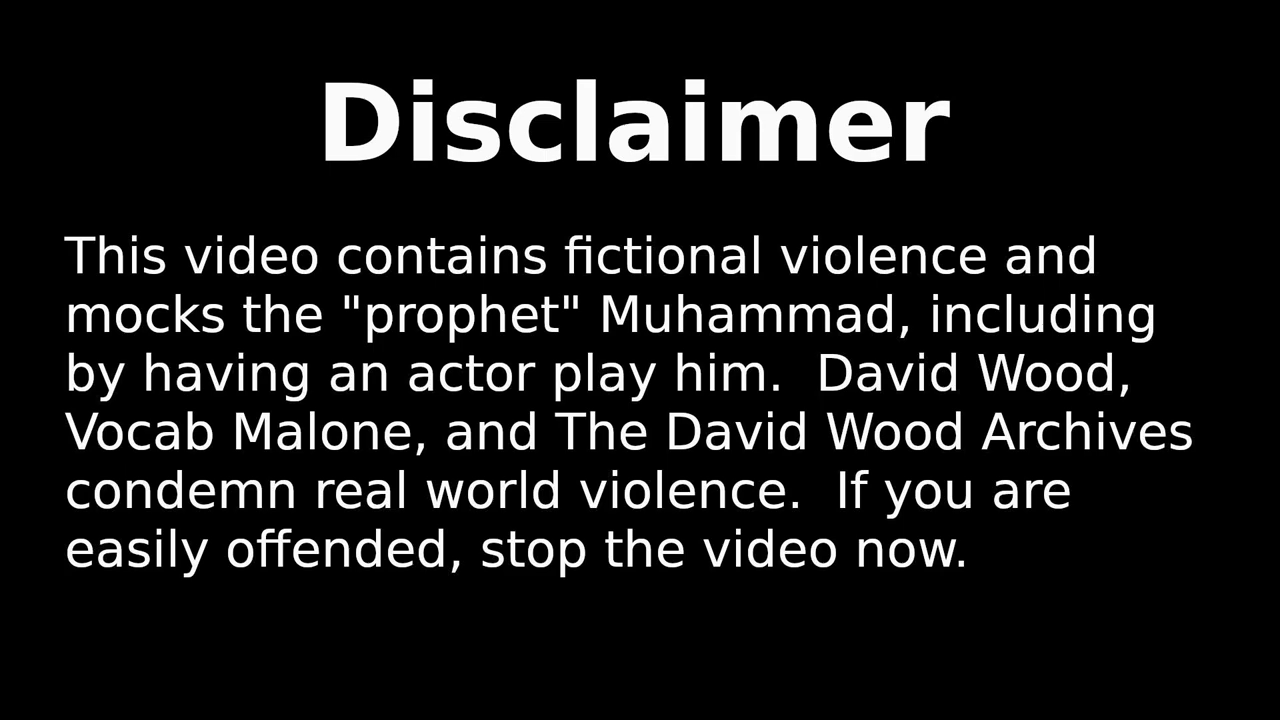 Disclaimer
This video contains fictional violence and
mocks the "prophet" Muhammad, including
by having an actor play him.  David Wood,
Vocab Malone, and The David Wood Archives
condemn real world violence.  If you are
easily offended, stop the video now.